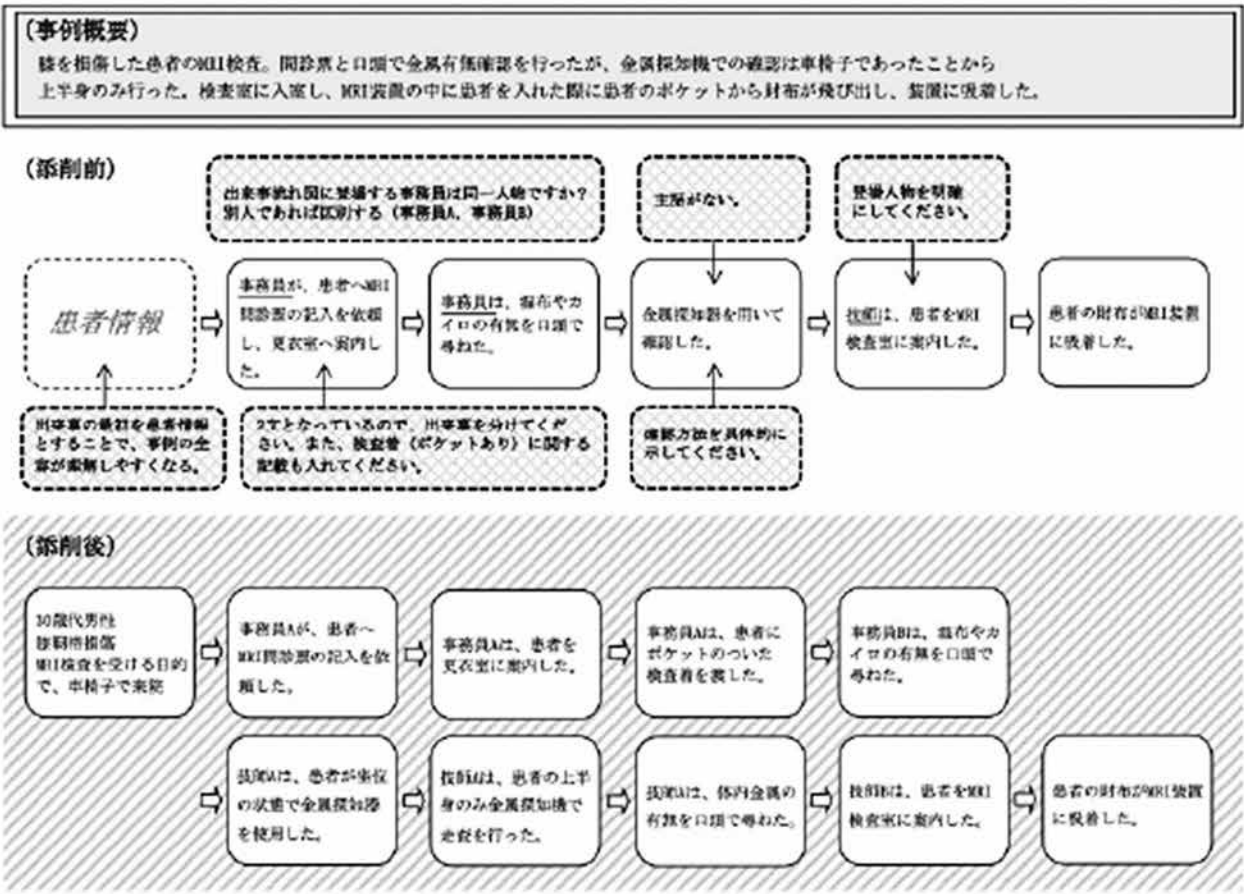 (事例概要)
膝を損傷した患者のMRI検査。問診票と口頭で金属有無確認を行ったが、金属探知機での確認は車椅子であったことから
上半身のみ行った。検査室に入室し、MRI装置の中に患者を入れた際に患者のポケットから財布が飛び出し、装置に吸着した。
(添削前)
出来事流れ図に登場する事務員は同一人物ですか?
別人であれば区別する(事務員A、事務員B)
主語がない。
登場人物を明確
にしてください。
患者情報
事務員が、患者へMRI
問診票の記入を依頼
し、更衣室へ案内し
た。
事務員は、湿布やカ
イロの有無を口頭で
尋ねた。
金属探知器を用いて
確認した。
技師は、患者をMRI
検査室に案内した。
患者の財布がMRI装置
に吸着した。
出来事の最初を患者情報
とすることで、事例の全
容が理解しやすくなる。
2文となっているので、出来事を分けてくだ
さい。また、検査着(ポケットあり)に関する
記載も入れてください。
確認方法を具体的に
示してください。
(添削後)
30歳代男性
膝靭帯損傷
MRI検査を受ける目的
で、車椅子で来院
事務員Aが、患者へ
MRI問診票の記入を依
頼した。
事務員Aは、患者を
更衣室に案内した。
事務員Aは、患者に
ポケットのついた
検査着を渡した。
事務員Bは、湿布やカ
イロの有無を口頭で
尋ねた。
技師Aは、患者が座位
の状態で金属探知器
を使用した。
技師Aは、患者の上半
身のみ金属探知機で
走査を行った。
技師Aは、体内金属の
有無を口頭で尋ねた。
技師Bは、患者をMRI
検査室に案内した。
患者の財布がMRI装置
に吸着した。